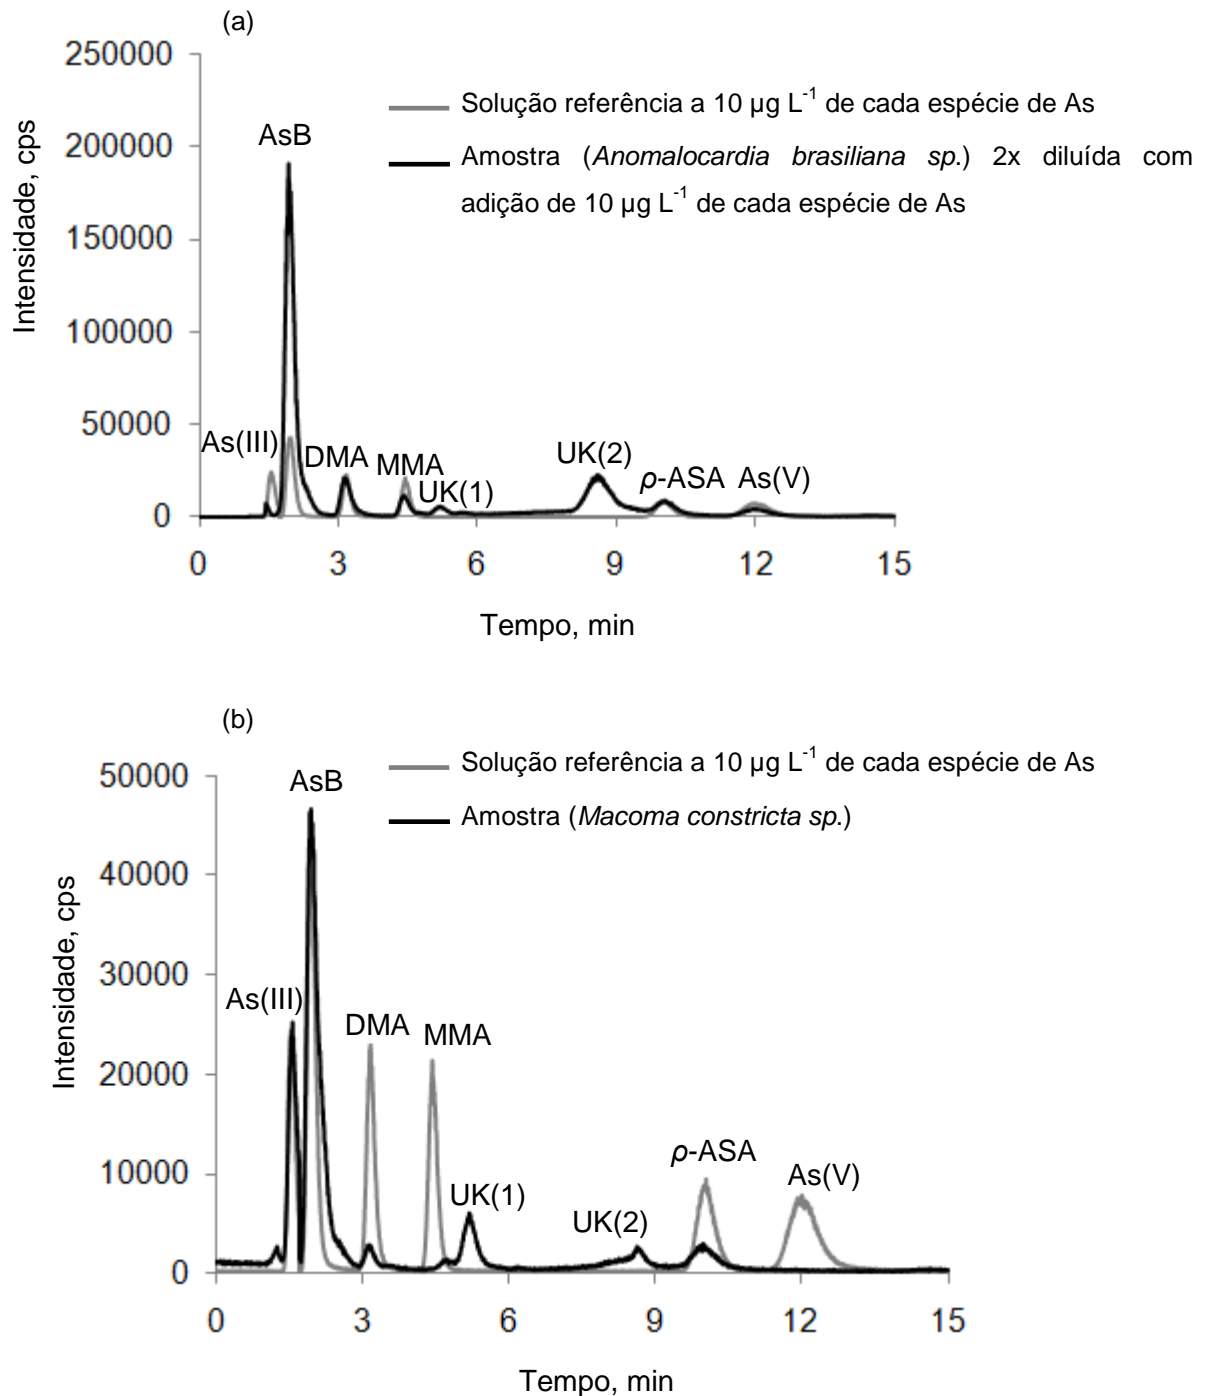 (a)
250000
Solução referência a 10 µg L⁻¹ de cada espécie de As
200000
AsB
Amostra (Anomalocardia brasiliana sp.) 2x diluída com
adição de 10 µg L⁻¹ de cada espécie de As
150000
Intensidade, cps
100000
50000
As(III)
DMA
MMA
UK(1)
UK(2)
ρ-ASA
As(V)
0
0 3 6 9 12 15
Tempo, min
(b)
Solução referência a 10 µg L⁻¹ de cada espécie de As
50000
AsB
Amostra (Macoma constricta sp.)
40000
Intensidade, cps
30000
As(III)
DMA
MMA
20000
10000
UK(1)
UK(2)
ρ-ASA
As(V)
0
0 3 6 9 12 15
Tempo, min